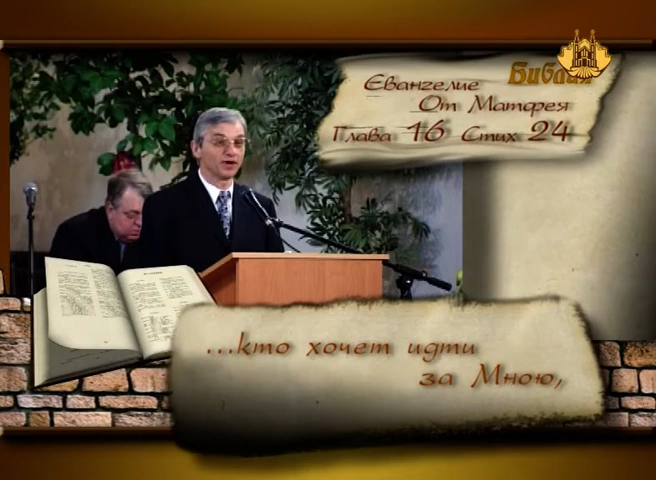 Библия
Евангелие
От Матфея
Глава 16 Стих 24
...кто хочет идти
за Мною,